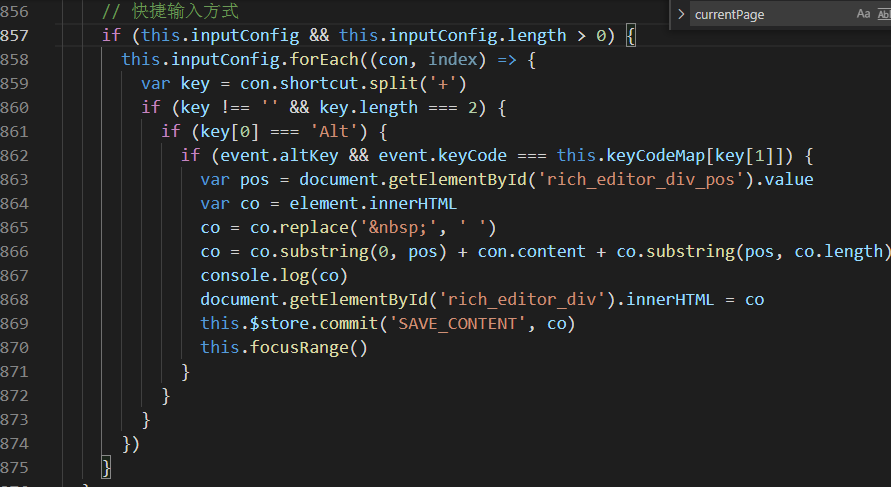 856 // 快捷输入方式
857 if (this.inputConfig && this.inputConfig.length > 0) {
858 this.inputConfig.forEach((con, index) => {
859 var key = con.shortcut.split('+')
860 if (key !== '' && key.length === 2) {
861 if (key[0] === 'Alt') {
862 if (event.altKey && event.keyCode === this.keyCodeMap[key[1]]) {
863 var pos = document.getElementById('rich_editor_div_pos').value
864 var co = element.innerHTML
865 co = co.replace('&nbsp;', ' ')
866 co = co.substring(0, pos) + con.content + co.substring(pos, co.length)
867 console.log(co)
868 document.getElementById('rich_editor_div').innerHTML = co
869 this.$store.commit('SAVE_CONTENT', co)
870 this.focusRange()
871 }
872 }
873 }
874 })
875 }
currentPage Aa